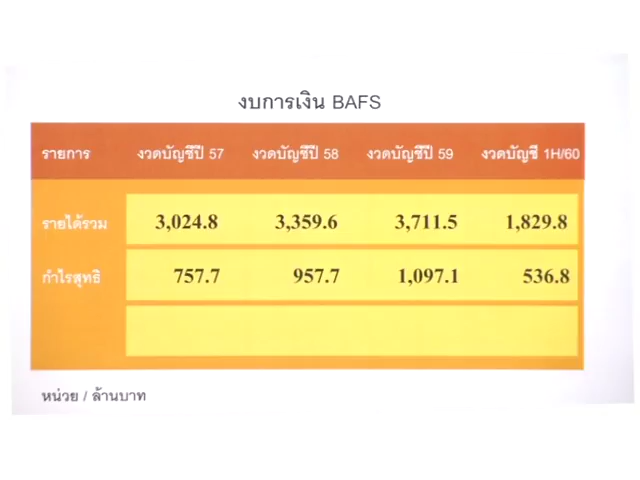 งบการเงิน BAFS
รายการ งวดบัญชีปี 57 งวดบัญชีปี 58 งวดบัญชีปี 59 งวดบัญชี 1H/60
รายได้รวม 3,024.8 3,359.6 3,711.5 1,829.8
กำไรสุทธิ 757.7 957.7 1,097.1 536.8
หน่วย / ล้านบาท